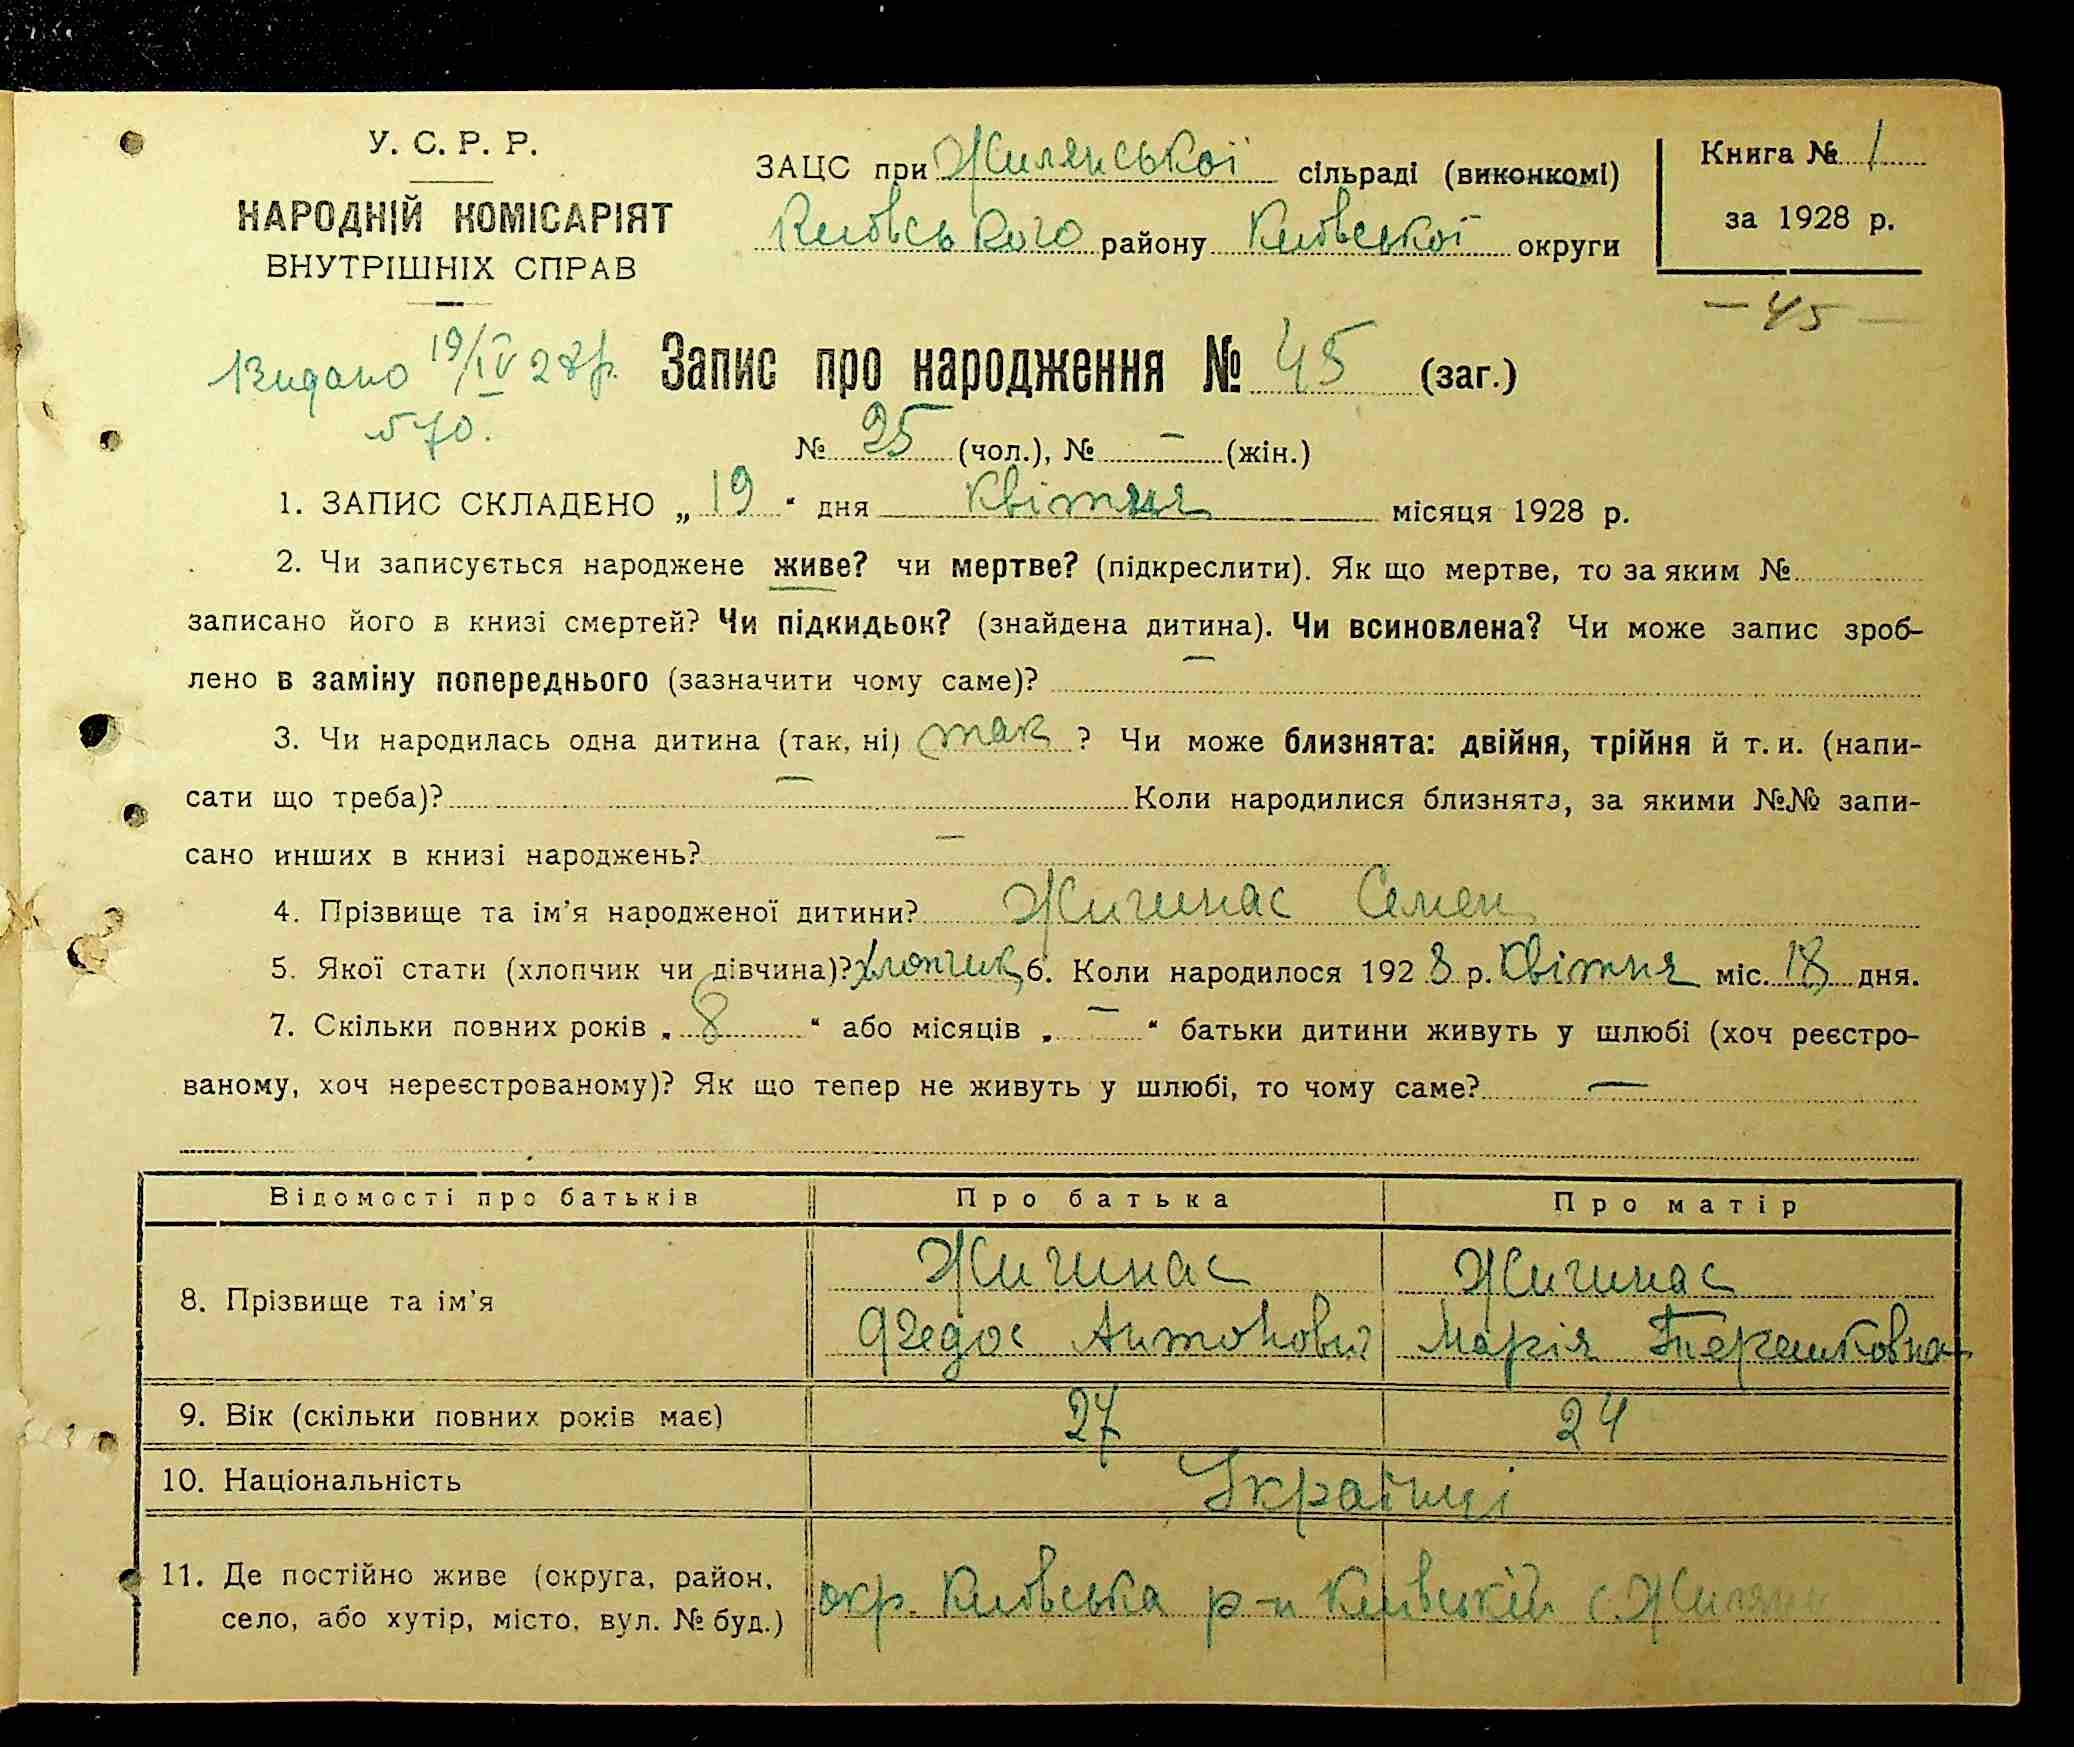 У. С. Р. Р.
НАРОДНІЙ КОМІСАРІЯТ
ВНУТРІШНІХ СПРАВ
ЗАЦС при Жилянської сільраді (виконкомі)
Київського району Київської округи
Книга № 1
за 1928 р.
— 45 —
Видано 19/IV 28 р.
570.
Запис про народження № 45 (заг.)
№ 25 (чол.), № — (жін.)
1. ЗАПИС СКЛАДЕНО „ 19 “ дня Квітня місяця 1928 р.
2. Чи записується народжене живе? чи мертве? (підкреслити). Як що мертве, то за яким №
записано його в книзі смертей? Чи підкидьок? (знайдена дитина). Чи всиновлена? Чи може запис зроб-
лено в заміну попереднього (зазначити чому саме)? —
3. Чи народилась одна дитина (так, ні) так ? Чи може близнята: двійня, трійня й т. и. (напи-
сати що треба)? — Коли народилися близнята, за якими №№ запи-
сано инших в книзі народжень? —
4. Прізвище та ім’я народженої дитини? Жигинас Семен
5. Якої стати (хлопчик чи дівчина)? хлопчик 6. Коли народилося 1928 р. Квітня міс. 18 дня.
7. Скільки повних років „ 8 “ або місяців „ — “ батьки дитини живуть у шлюбі (хоч реєстро-
ваному, хоч нереєстрованому)? Як що тепер не живуть у шлюбі, то чому саме? —
Відомості про батьків Про батька Про матір
8. Прізвище та ім’я Жигинас Жигинас
Федос Антонович Марія Терешковна
9. Вік (скільки повних років має) 27 24
10. Національність Українці
11. Де постійно живе (округа, район,
село, або хутір, місто, вул. № буд.) окр. Київська р-н Київський с. Жиляни